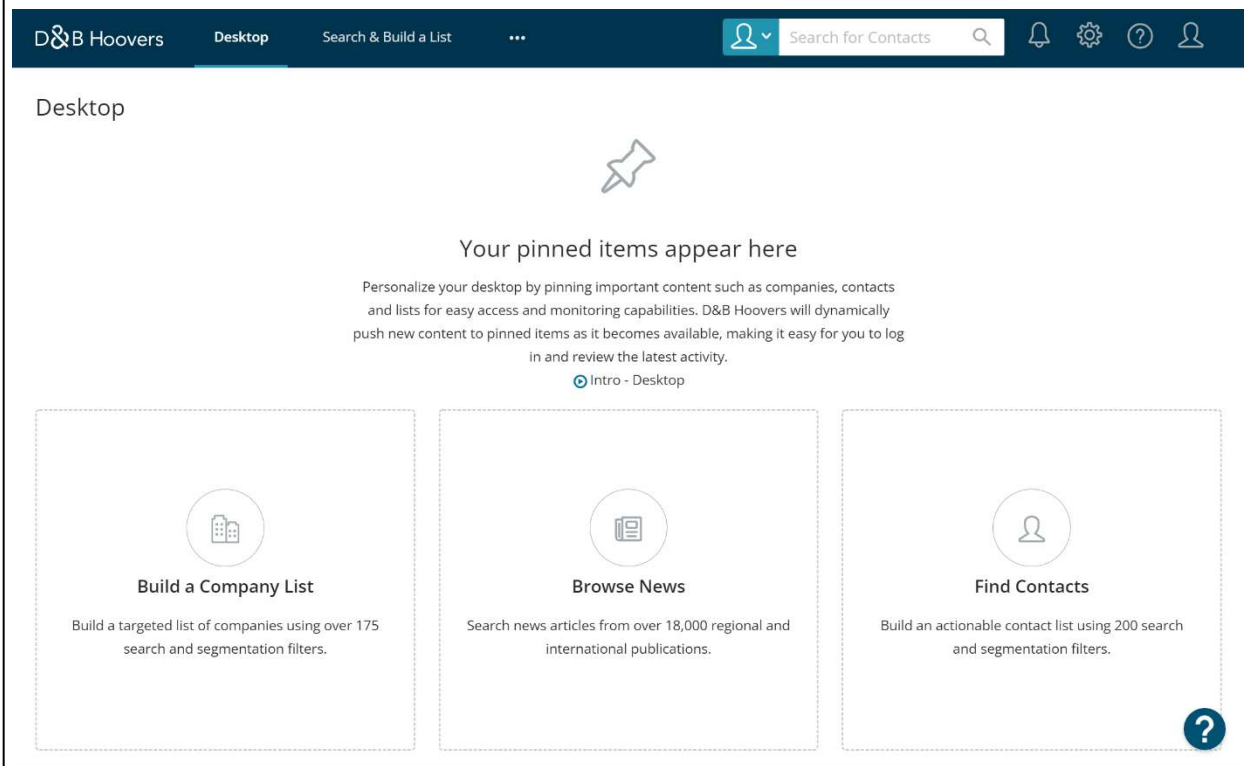 D&B Hoovers Desktop Search & Build a List ••• Search for Contacts
Desktop
Your pinned items appear here
Personalize your desktop by pinning important content such as companies, contacts
and lists for easy access and monitoring capabilities. D&B Hoovers will dynamically
push new content to pinned items as it becomes available, making it easy for you to log
in and review the latest activity.
Intro - Desktop
Build a Company List
Build a targeted list of companies using over 175
search and segmentation filters.
Browse News
Search news articles from over 18,000 regional and
international publications.
Find Contacts
Build an actionable contact list using 200 search
and segmentation filters.
?